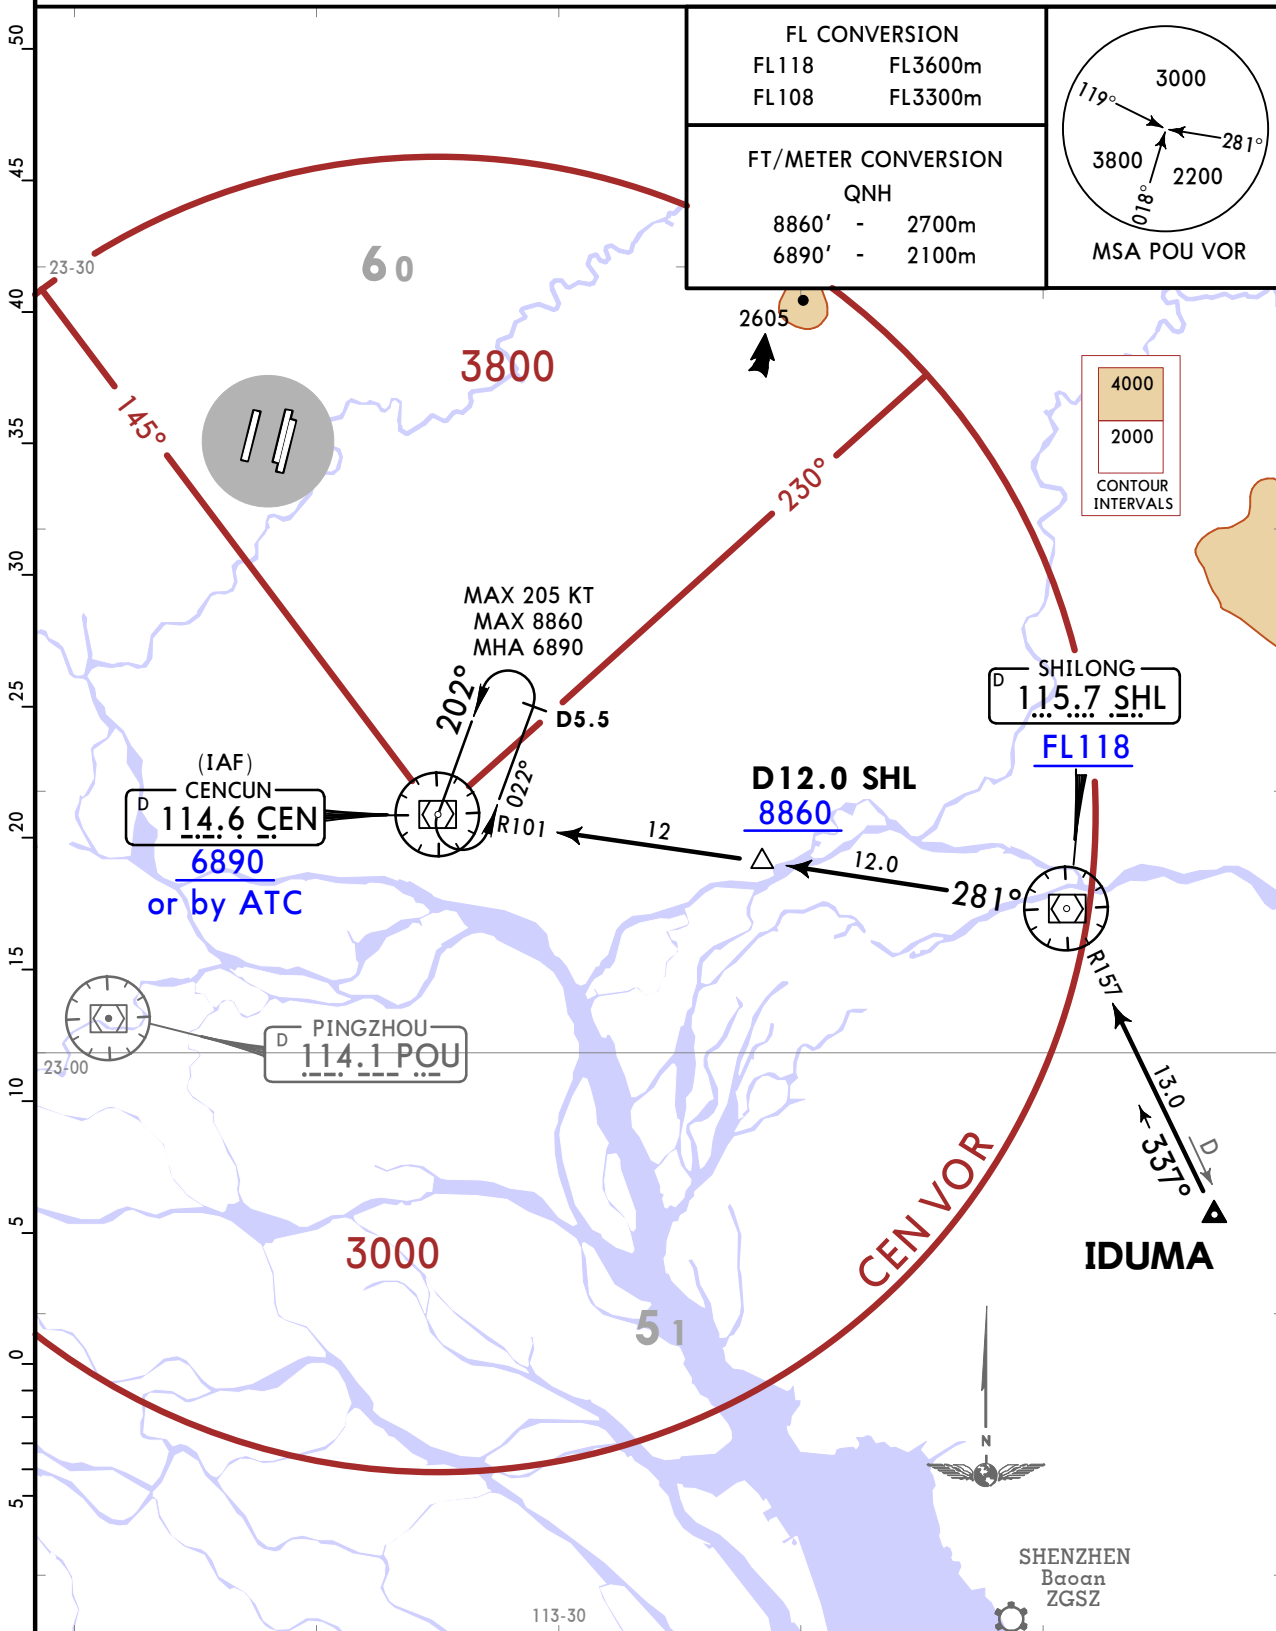 FL CONVERSION
FL118 FL3600m
FL108 FL3300m
FT/METER CONVERSION
QNH
8860' - 2700m
6890' - 2100m
3000
119°
281°
3800
2200
018°
MSA POU VOR
50
45
40
35
30
25
20
15
10
5
0
5
23-30
60
3800
2605
4000
2000
CONTOUR
INTERVALS
145°
230°
MAX 205 KT
MAX 8860
MHA 6890
202°
D5.5
022°
SHILONG
D 115.7 SHL
FL118
(IAF)
CENCUN
D 114.6 CEN
6890
or by ATC
R101
12
D12.0 SHL
8860
12.0
281°
R157
PINGZHOU
D 114.1 POU
23-00
13.0
D
337°
IDUMA
CEN VOR
3000
51
N
SHENZHEN
Baoan
ZGSZ
113-30